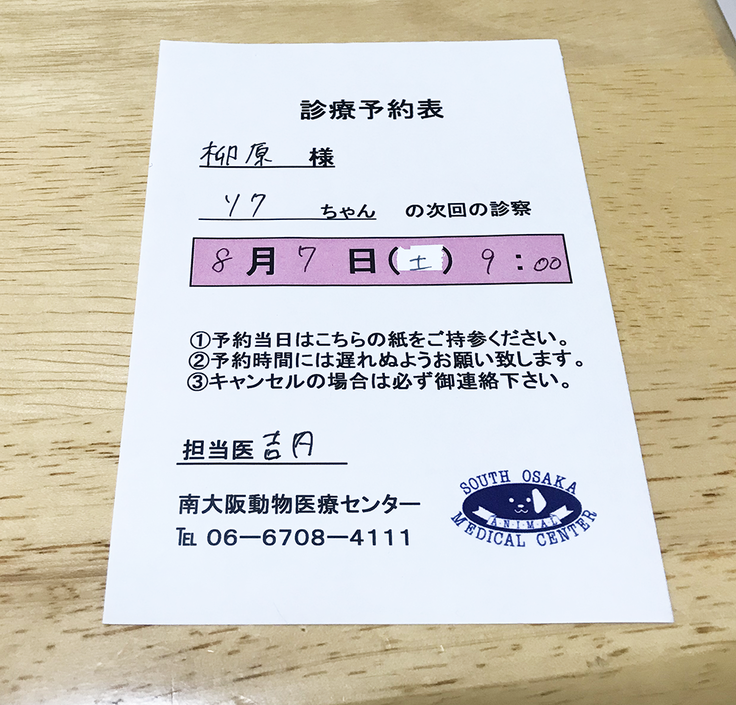 診療予約表
柳原 様
リク ちゃん の次回の診察
8月7日(土) 9:00
①予約当日はこちらの紙をご持参ください。
②予約時間には遅れぬようお願い致します。
③キャンセルの場合は必ず御連絡下さい。
担当医
南大阪動物医療センター
℡ 06―6708―4111
SOUTH OSAKA
ANIMAL
MEDICAL CENTER